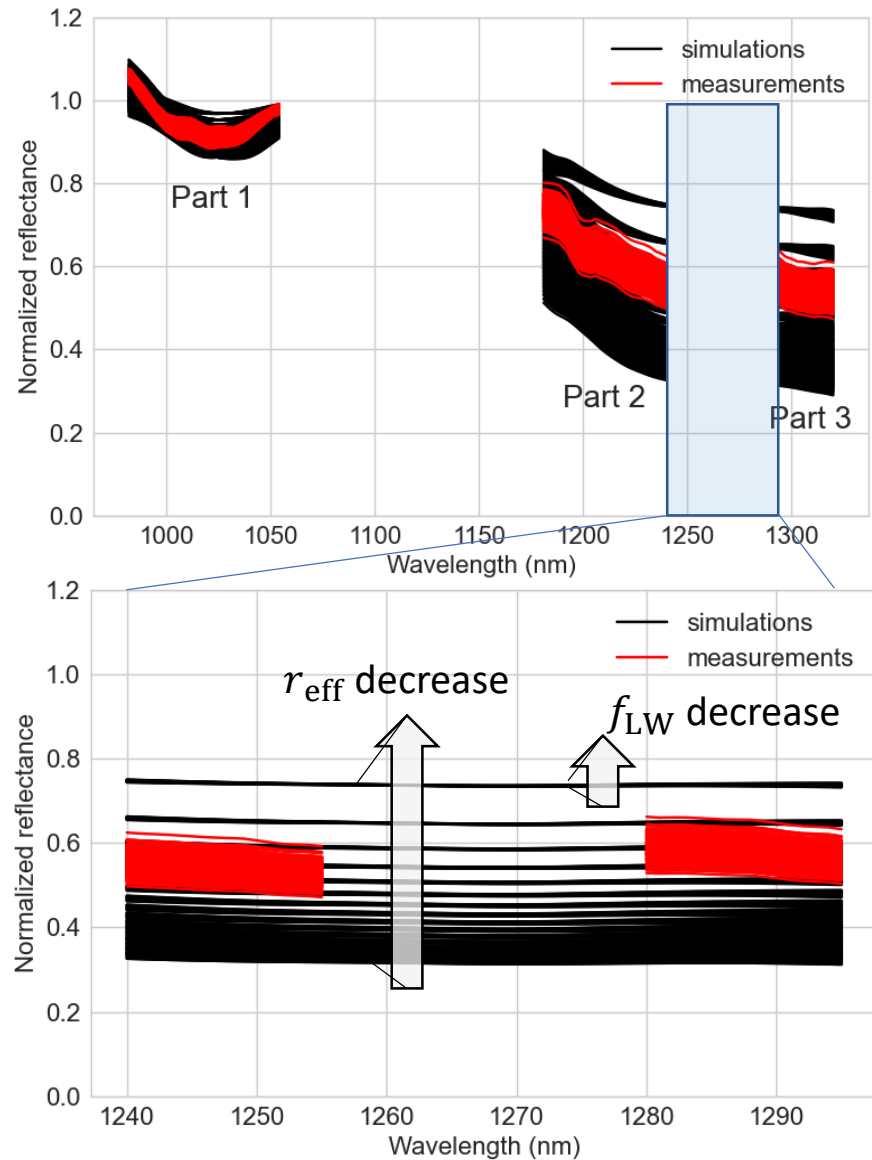 1.2
simulations
measurements
1.0
0.8
Part 1
0.6
0.4
Part 2
Part 3
0.2
0.0
Normalized reflectance
1000 1050 1100 1150 1200 1250 1300
Wavelength (nm)
1.2
simulations
measurements
r_eff decrease
1.0
f_LW decrease
0.8
0.6
0.4
0.2
0.0
Normalized reflectance
1240 1250 1260 1270 1280 1290
Wavelength (nm)